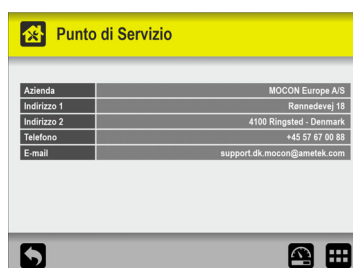 Punto di Servizio
Azienda MOCON Europe A/S
Indirizzo 1 Rønnedevej 18
Indirizzo 2 4100 Ringsted - Denmark
Telefono +45 57 67 00 88
E-mail support.dk.mocon@ametek.com